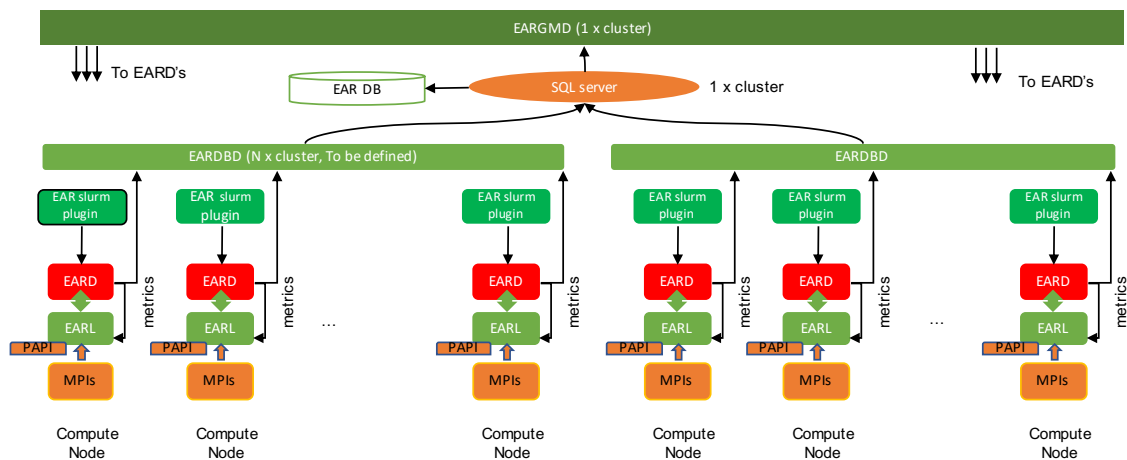 EARGMD (1 x cluster)
To EARD's
To EARD's
EAR DB
SQL server
1 x cluster
EARDBD (N x cluster, To be defined)
EARDBD
EAR slurm
plugin
EAR slurm
plugin
EAR slurm
plugin
EAR slurm
plugin
EAR slurm
plugin
EAR slurm
plugin
EARD
EARD
EARD
EARD
EARD
EARD
metrics
metrics
metrics
metrics
metrics
metrics
...
...
EARL
EARL
EARL
EARL
EARL
EARL
PAPI
PAPI
PAPI
PAPI
PAPI
PAPI
MPIs
MPIs
MPIs
MPIs
MPIs
MPIs
Compute
Node
Compute
Node
Compute
Node
Compute
Node
Compute
Node
Compute
Node